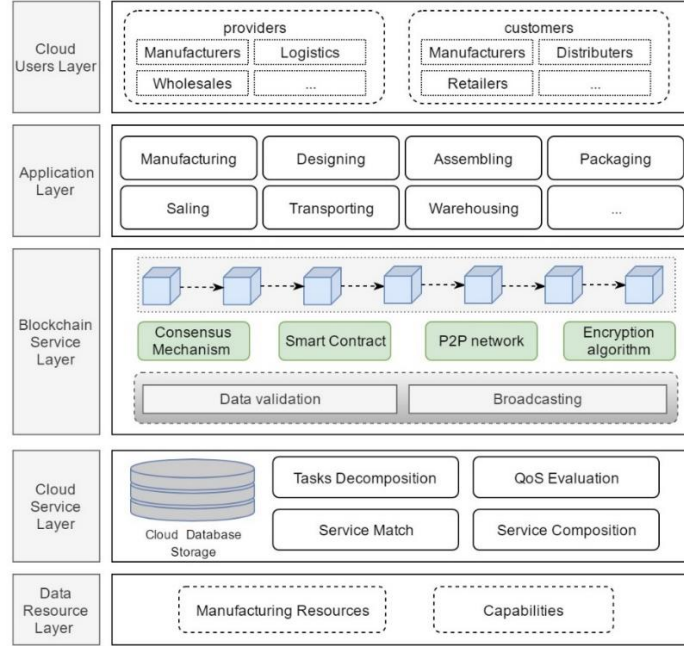 Cloud
Users Layer
providers
Manufacturers
Logistics
Wholesales
...
customers
Manufacturers
Distributers
Retailers
...
Application
Layer
Manufacturing
Designing
Assembling
Packaging
Saling
Transporting
Warehousing
...
Blockchain
Service
Layer
Consensus
Mechanism
Smart Contract
P2P network
Encryption
algorithm
Data validation
Broadcasting
Cloud
Service
Layer
Cloud Database
Storage
Tasks Decomposition
QoS Evaluation
Service Match
Service Composition
Data
Resource
Layer
Manufacturing Resources
Capabilities